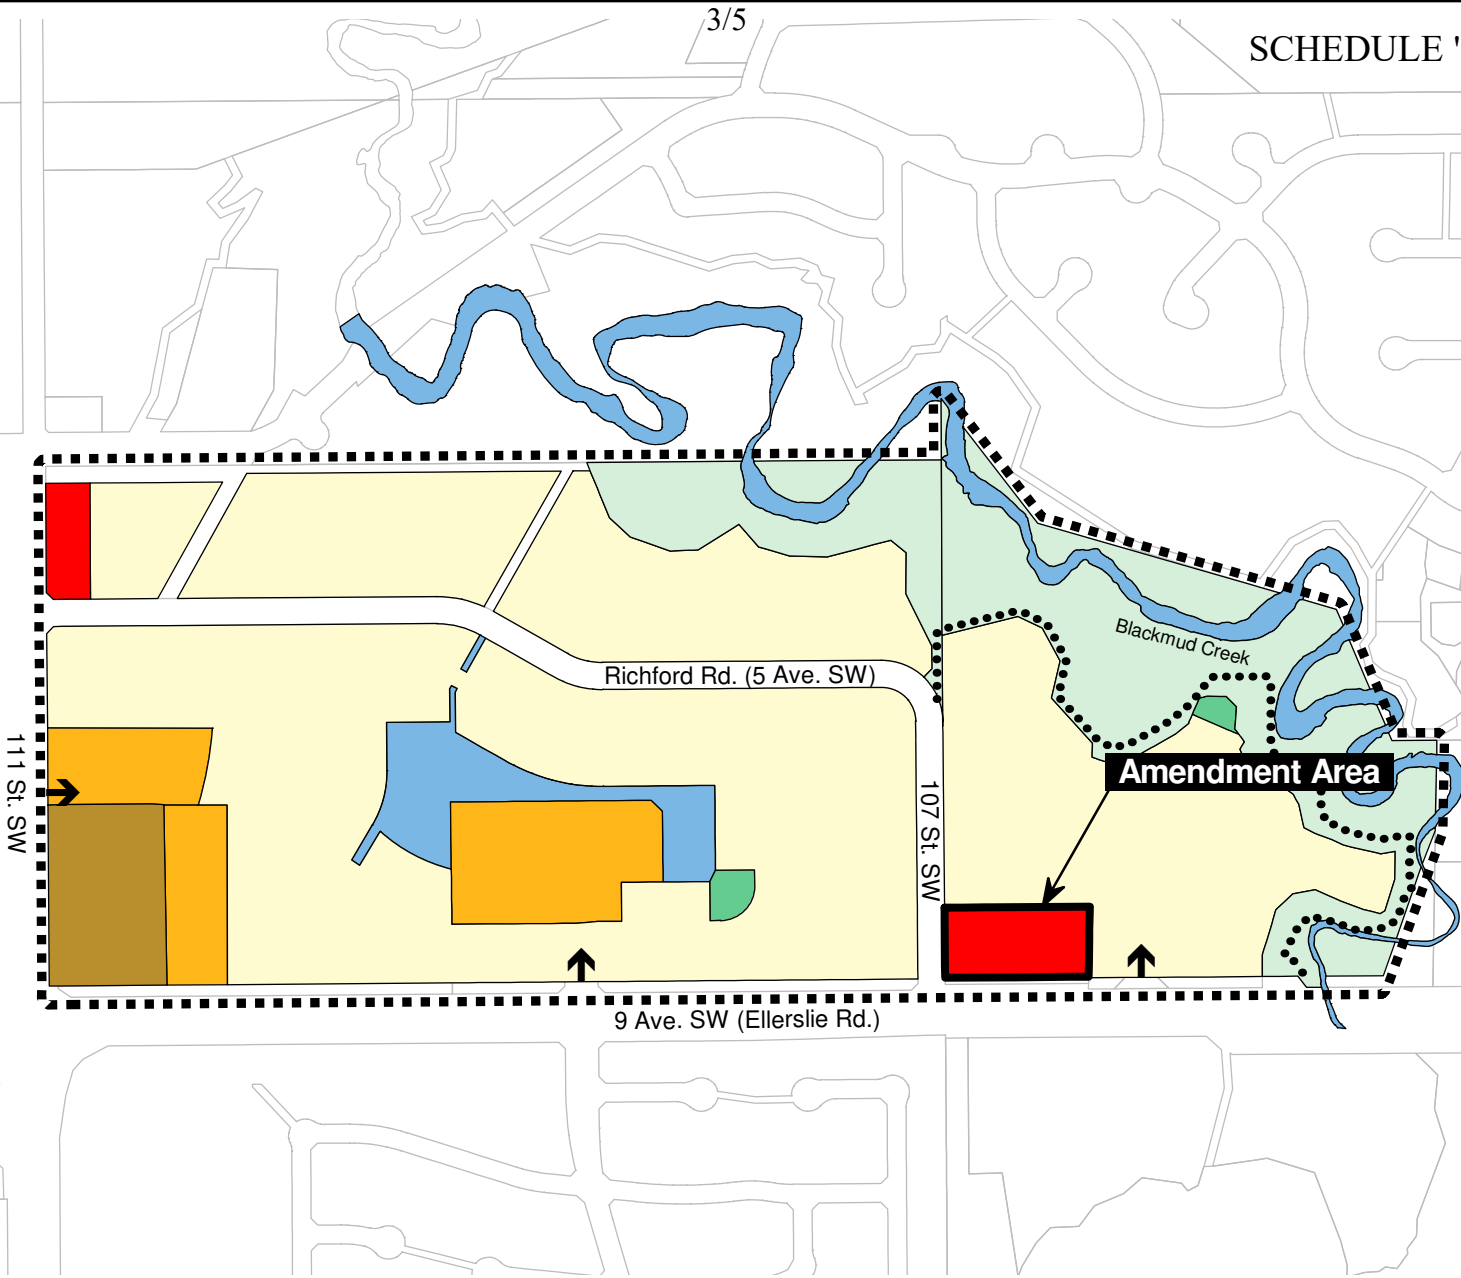 3/5
SCHEDULE '
Blackmud Creek
Richford Rd. (5 Ave. SW)
111 St. SW
Amendment Area
107 St. SW
9 Ave. SW (Ellerslie Rd.)